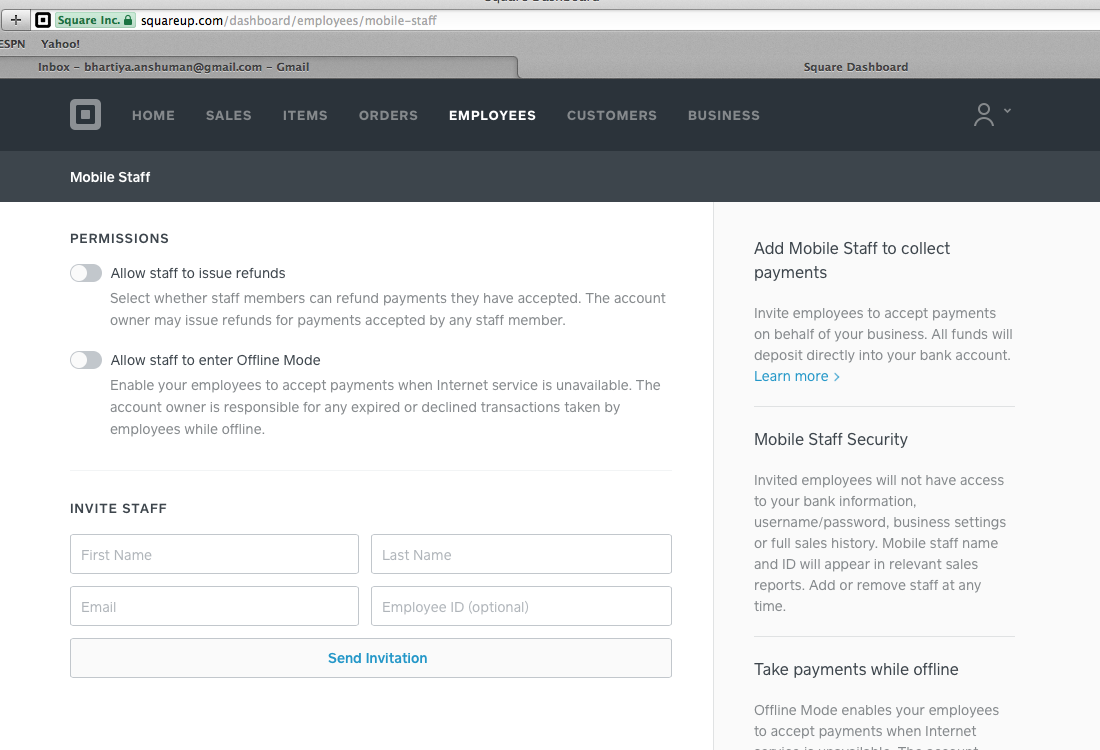 Square Dashboard
Square Inc. squareup.com/dashboard/employees/mobile-staff
ESPN Yahoo!
Inbox – bhartiya.anshuman@gmail.com – Gmail Square Dashboard
HOME SALES ITEMS ORDERS EMPLOYEES CUSTOMERS BUSINESS
Mobile Staff
PERMISSIONS
Allow staff to issue refunds
Select whether staff members can refund payments they have accepted. The account
owner may issue refunds for payments accepted by any staff member.
Allow staff to enter Offline Mode
Enable your employees to accept payments when Internet service is unavailable. The
account owner is responsible for any expired or declined transactions taken by
employees while offline.
INVITE STAFF
First Name Last Name
Email Employee ID (optional)
Send Invitation
Add Mobile Staff to collect
payments
Invite employees to accept payments
on behalf of your business. All funds will
deposit directly into your bank account.
Learn more >
Mobile Staff Security
Invited employees will not have access
to your bank information,
username/password, business settings
or full sales history. Mobile staff name
and ID will appear in relevant sales
reports. Add or remove staff at any
time.
Take payments while offline
Offline Mode enables your employees
to accept payments when Internet
service is unavailable. The account